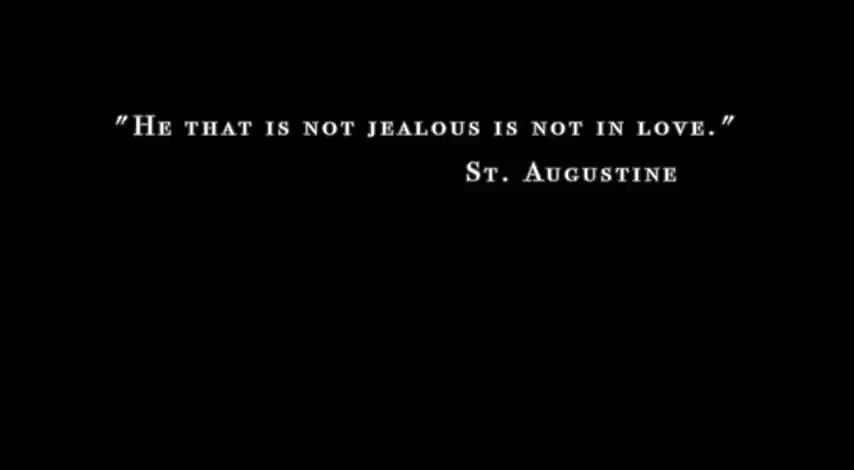 "He that is not jealous is not in love."
St. Augustine